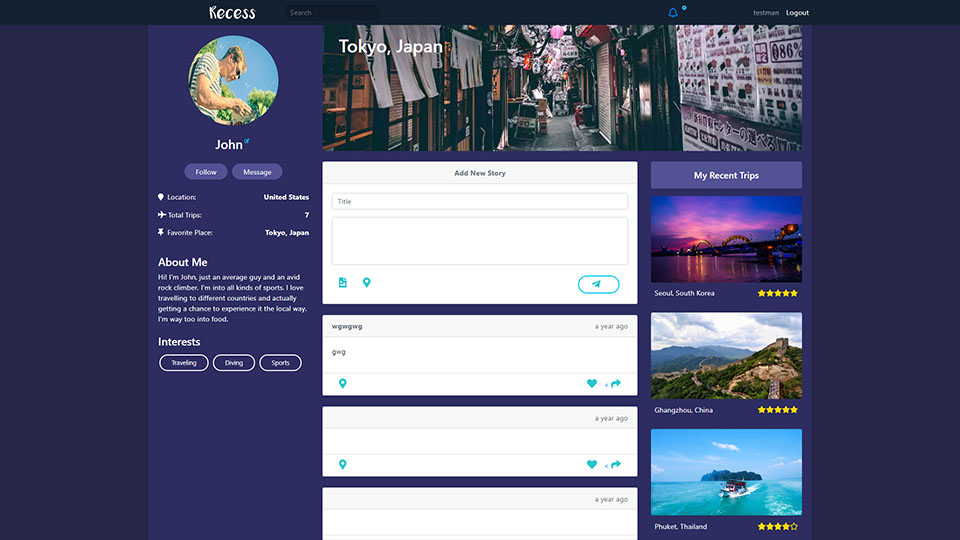 Recess
Search
testman
Logout
Tokyo, Japan
John
Follow
Message
Location:
United States
Total Trips:
7
Favorite Place:
Tokyo, Japan
About Me
Hi! I'm John, just an average guy and an avid
rock climber. I'm into all kinds of sports. I love
travelling to different countries and actually
getting a chance to experience it the local way.
I'm way too into food.
Interests
Traveling
Diving
Sports
Add New Story
Title
wgwgwg
a year ago
gwg
<
a year ago
<
a year ago
My Recent Trips
Seoul, South Korea
Ghangzhou, China
Phuket, Thailand